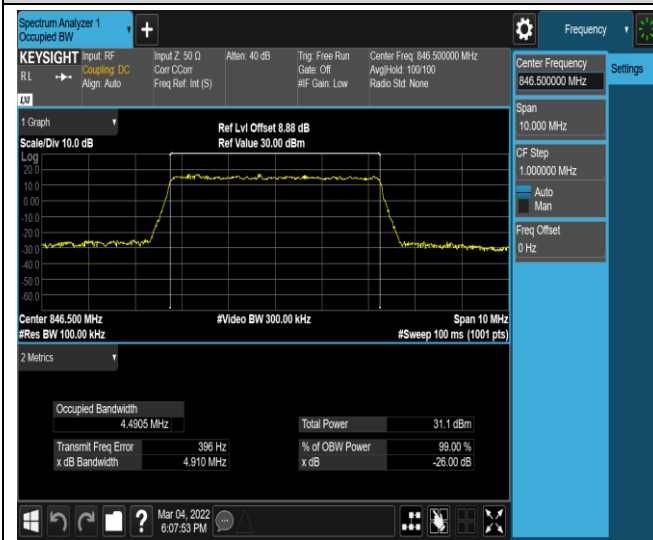 Spectrum Analyzer 1
Occupied BW
+
Frequency
KEYSIGHT
R L
LXI
Input: RF
Coupling: DC
Align: Auto
Input Z: 50 Ω
Corr CCorr
Freq Ref: Int (S)
Atten: 40 dB
Trig: Free Run
Gate: Off
#IF Gain: Low
Center Freq: 846.500000 MHz
Avg|Hold: 100/100
Radio Std: None
1 Graph
Scale/Div 10.0 dB
Ref Lvl Offset 8.88 dB
Ref Value 30.00 dBm
Log
20.0
10.0
0.00
-10.0
-20.0
-30.0
-40.0
-50.0
-60.0
Center 846.500 MHz
#Res BW 100.00 kHz
#Video BW 300.00 kHz
Span 10 MHz
#Sweep 100 ms (1001 pts)
2 Metrics
Occupied Bandwidth
4.4905 MHz
Total Power 31.1 dBm
Transmit Freq Error 396 Hz
% of OBW Power 99.00 %
x dB Bandwidth 4.910 MHz
x dB -26.00 dB
Center Frequency
846.500000 MHz
Settings
Span
10.000 MHz
CF Step
1.000000 MHz
Auto
Man
Freq Offset
0 Hz
?
Mar 04, 2022
6:07:53 PM